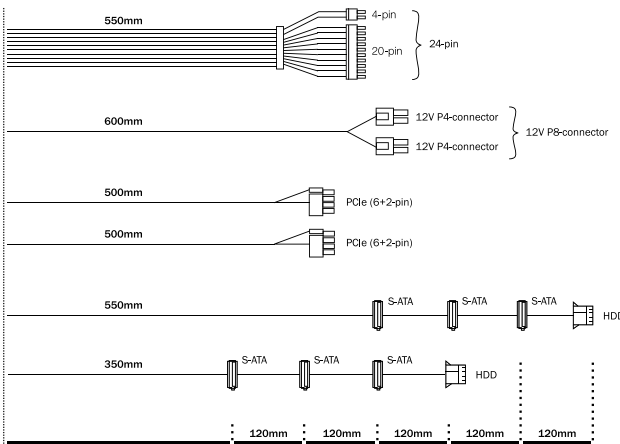 550mm
4-pin
20-pin
24-pin
600mm
12V P4-connector
12V P4-connector
12V P8-connector
500mm
PCIe (6+2-pin)
500mm
PCIe (6+2-pin)
550mm
S-ATA
S-ATA
S-ATA
HDD
350mm
S-ATA
S-ATA
S-ATA
HDD
120mm
120mm
120mm
120mm
120mm